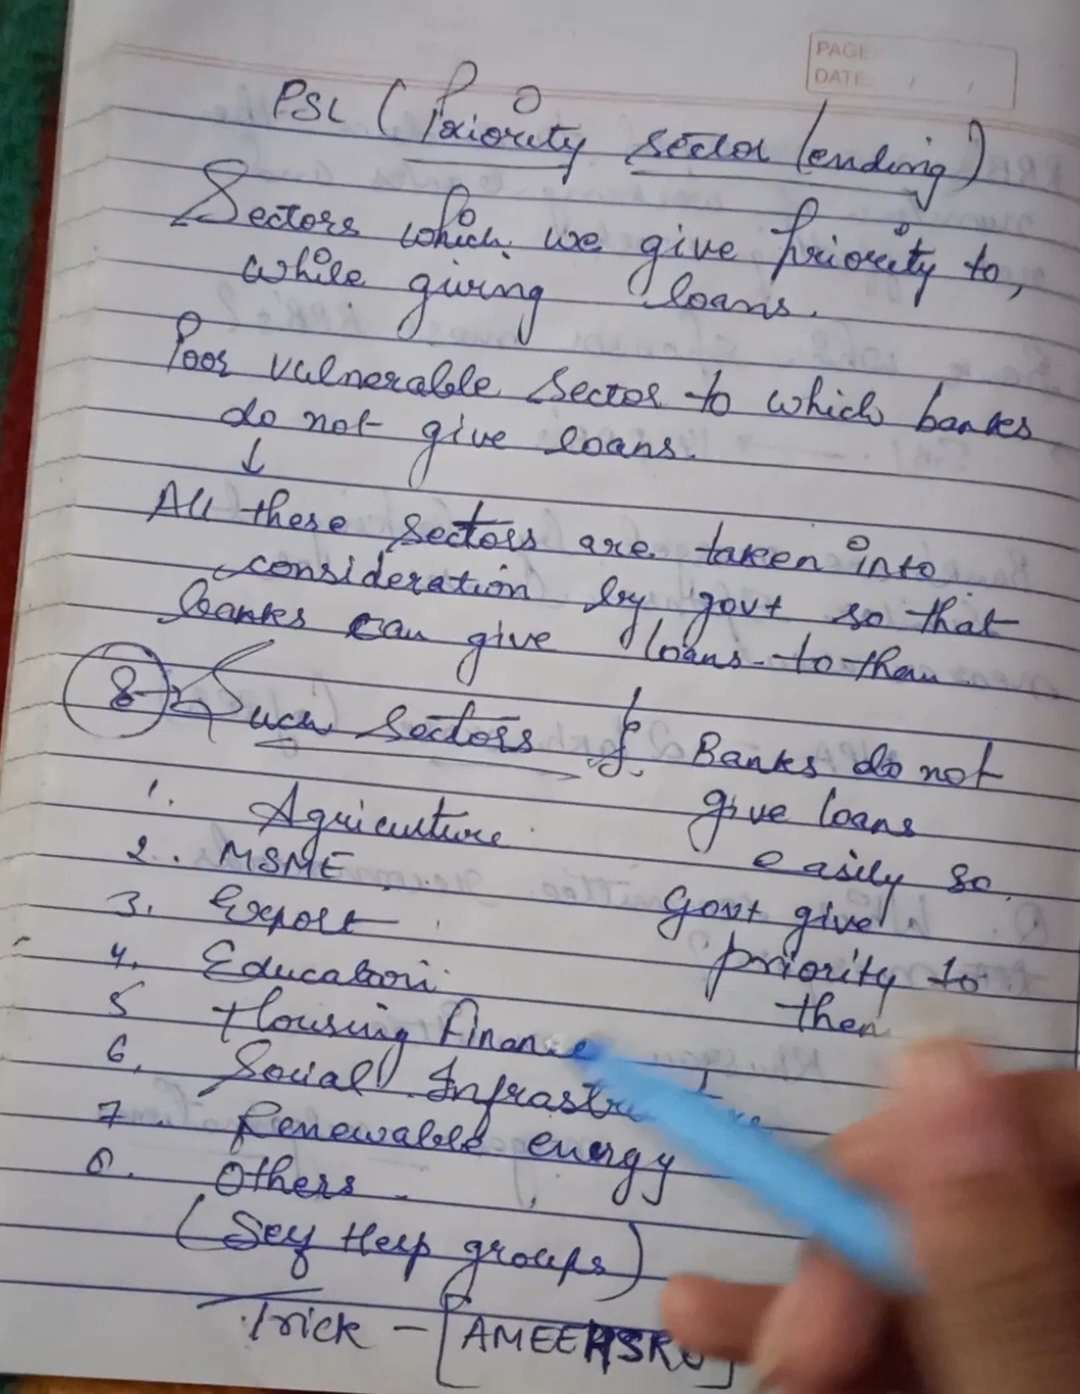 PAGE:
DATE: / /
PSL (Priority sector lending)
Sectors which we give Priority to,
while giving loans.
Poor vulnerable sector to which banks
do not give loans.
↓
All these sectors are taken into
consideration by govt so that
banks can give loans to them
8 Such Sectors
Banks do not
give loans
easily so
Govt give
priority to
them
1. Agriculture
2. MSME
3. Export
4. Education
5 Housing Finance
6. Social Infrastructure
7. Renewable energy
8. Others.
(Self Help groups)
Trick - [AMEEHSRO]